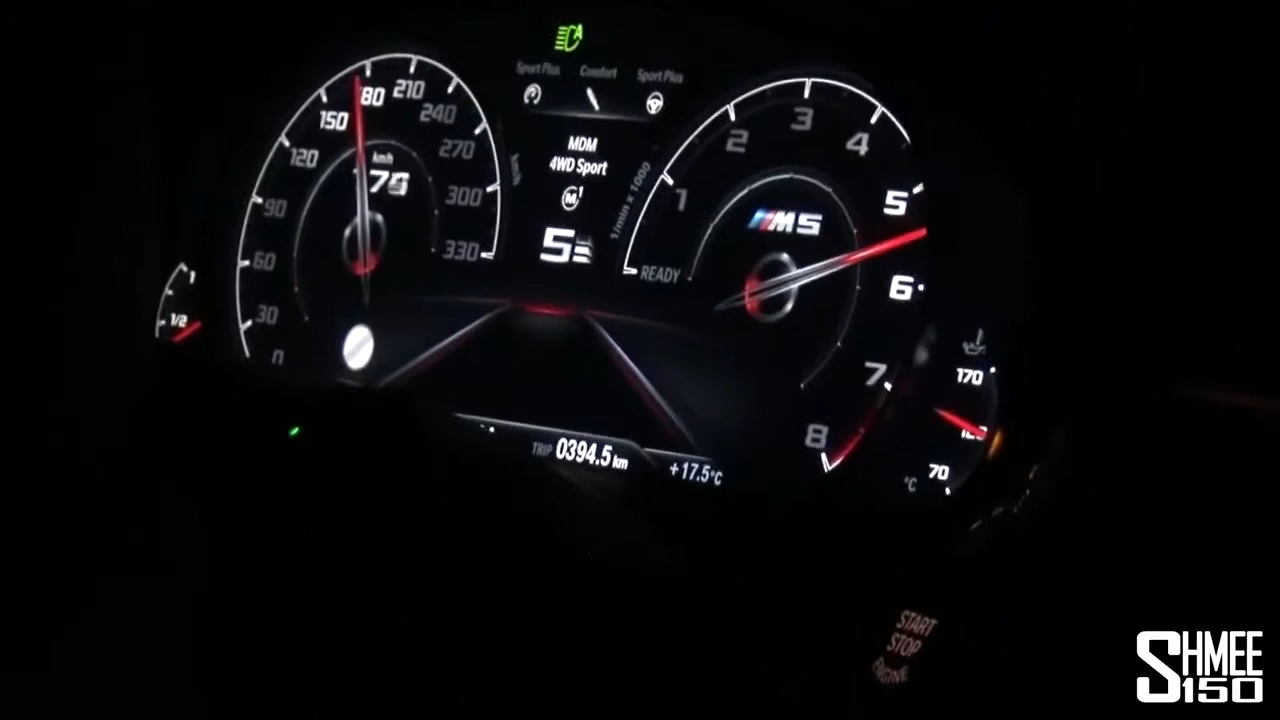 Sport Plus Comfort Sport Plus
MDM
4WD Sport
M1
5
0
30
60
90
120
150
180
210
240
270
300
330
km/h
km/h
1/2
1
1/min x 1000
READY
1
2
3
4
5
6
7
8
M5
TRIP 0394.5 km
+17.5°C
170
70
°C
START
STOP
ENGINE
SHMEE
150